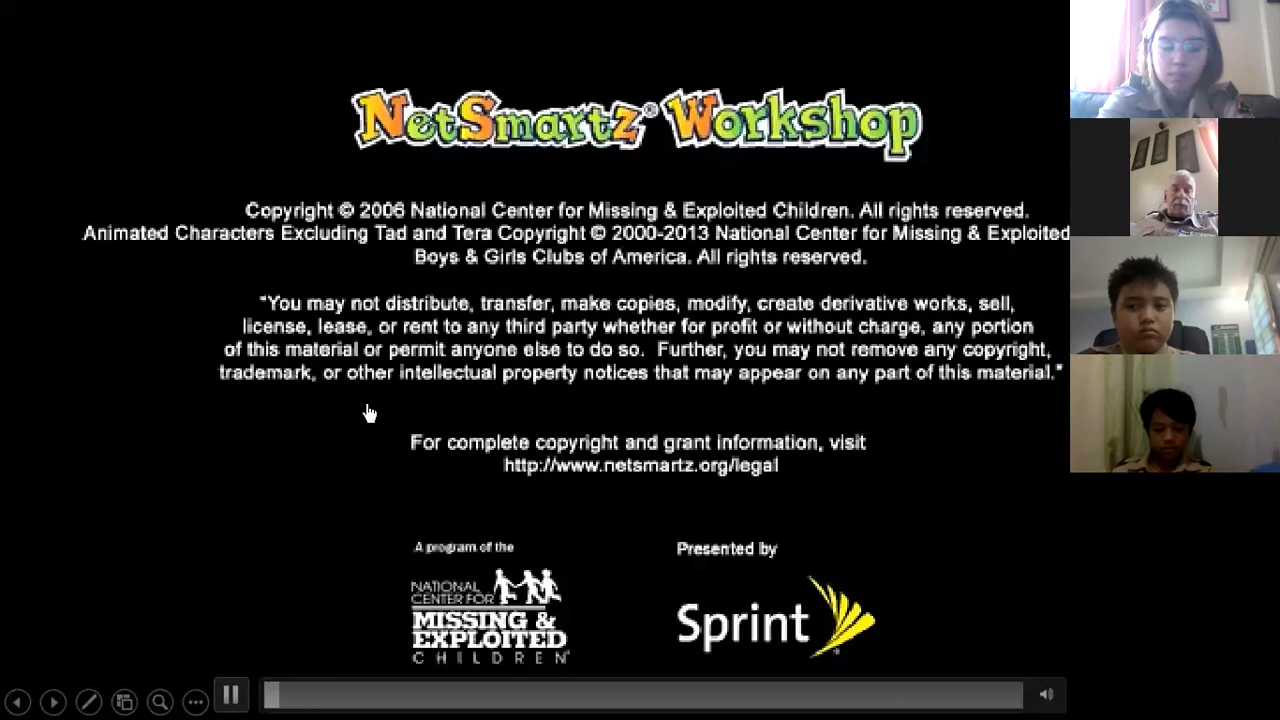 NetSmartz® Workshop
Copyright © 2006 National Center for Missing & Exploited Children. All rights reserved.
Animated Characters Excluding Tad and Tera Copyright © 2000-2013 National Center for Missing & Exploited
Boys & Girls Clubs of America. All rights reserved.
"You may not distribute, transfer, make copies, modify, create derivative works, sell,
license, lease, or rent to any third party whether for profit or without charge, any portion
of this material or permit anyone else to do so. Further, you may not remove any copyright,
trademark, or other intellectual property notices that may appear on any part of this material."
For complete copyright and grant information, visit
http://www.netsmartz.org/legal
A program of the
NATIONAL
CENTER FOR
MISSING &
EXPLOITED
CHILDREN®
Presented by
Sprint